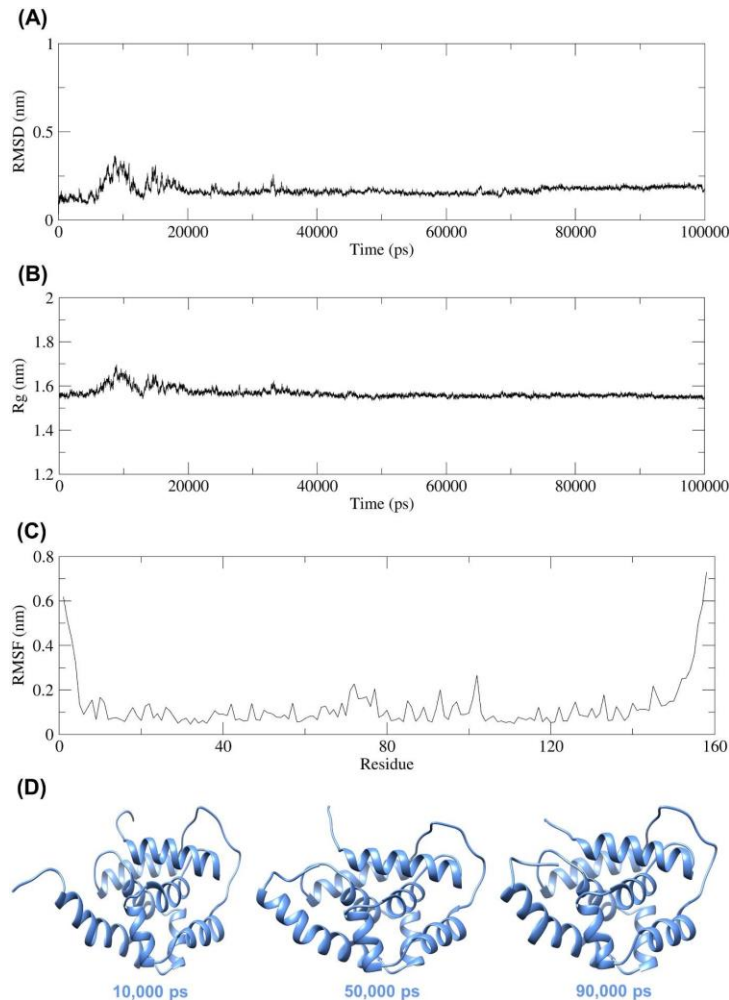 (A)
1
0.5
0
RMSD (nm)
0 20000 40000 60000 80000 100000
Time (ps)
(B)
2
1.8
1.6
1.4
1.2
Rg (nm)
0 20000 40000 60000 80000 100000
Time (ps)
(C)
0.8
0.6
0.4
0.2
0
RMSF (nm)
0 40 80 120 160
Residue
(D)
10,000 ps 50,000 ps 90,000 ps